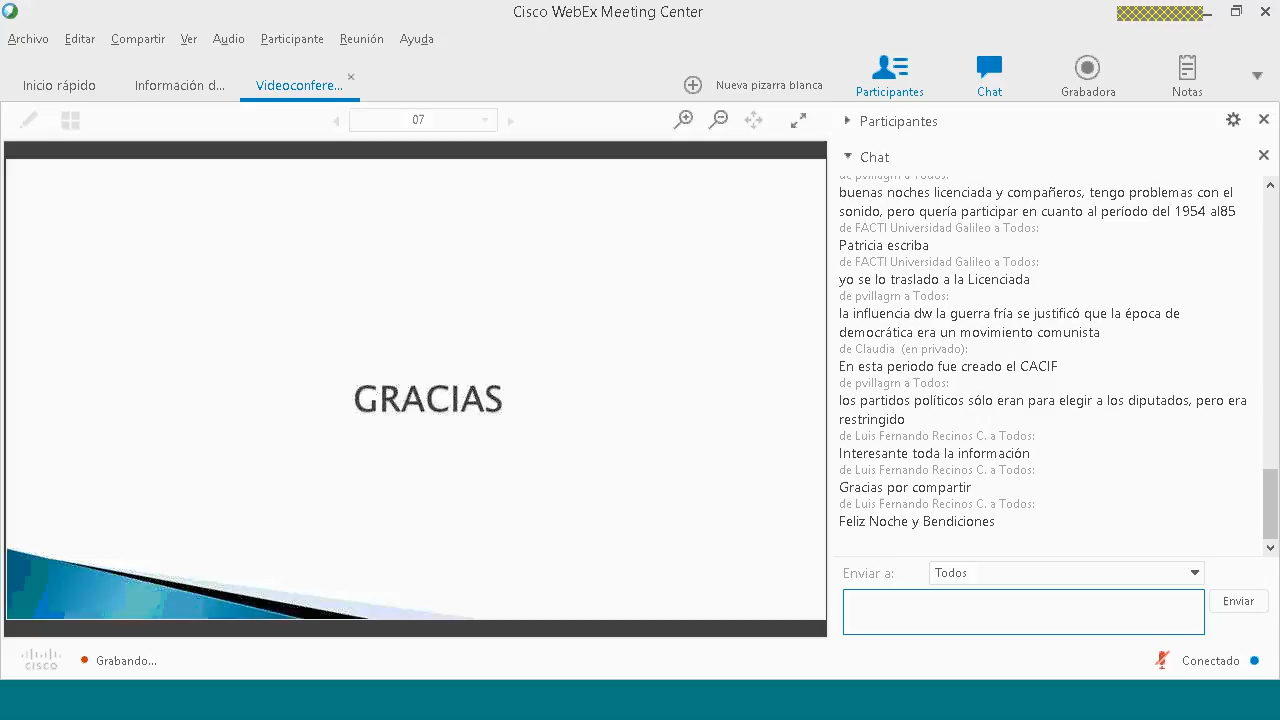 Cisco WebEx Meeting Center
Archivo Editar Compartir Ver Audio Participante Reunión Ayuda
Inicio rápido Información d... Videoconfere... Nueva pizarra blanca Participantes Chat Grabadora Notas
07
Participantes
Chat
de pvillagrn a Todos:
buenas noches licenciada y compañeros, tengo problemas con el
sonido, pero quería participar en cuanto al período del 1954 al85
de FACTI Universidad Galileo a Todos:
Patricia escriba
de FACTI Universidad Galileo a Todos:
yo se lo traslado a la Licenciada
de pvillagrn a Todos:
la influencia dw la guerra fría se justificó que la época de
democrática era un movimiento comunista
de Claudia (en privado):
En esta periodo fue creado el CACIF
de pvillagrn a Todos:
los partidos políticos sólo eran para elegir a los diputados, pero era
restringido
de Luis Fernando Recinos C. a Todos:
Interesante toda la información
de Luis Fernando Recinos C. a Todos:
Gracias por compartir
de Luis Fernando Recinos C. a Todos:
Feliz Noche y Bendiciones
GRACIAS
Enviar a: Todos
Enviar
CISCO Grabando... Conectado